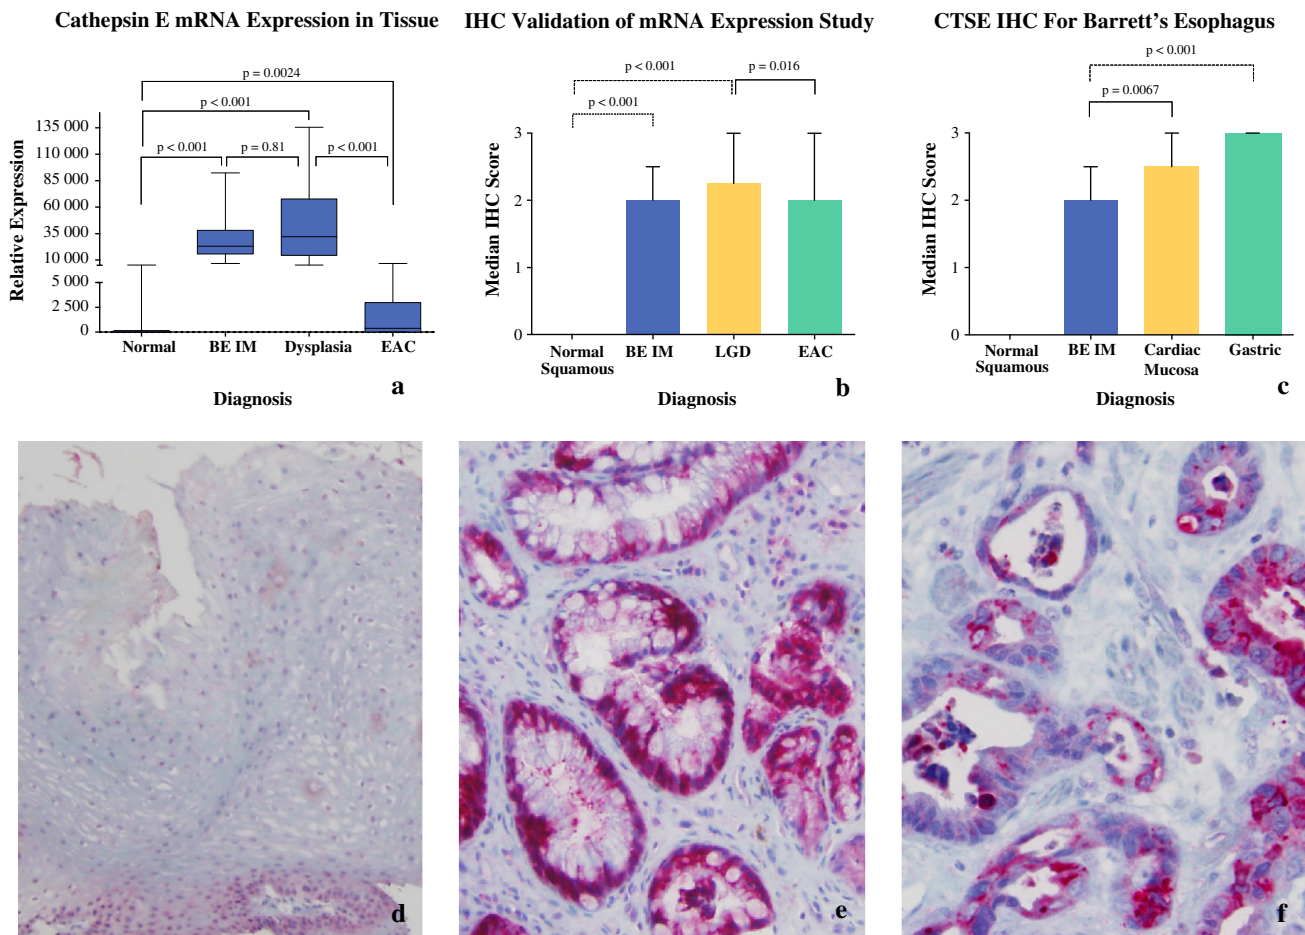 Cathepsin E mRNA Expression in Tissue
p = 0.0024
p < 0.001
p < 0.001
p = 0.81
p < 0.001
Relative Expression
135 000
110 000
85 000
60 000
35 000
10 000
5 000
2 500
0
Normal
BE IM
Dysplasia
EAC
Diagnosis
a
IHC Validation of mRNA Expression Study
p < 0.001
p = 0.016
p < 0.001
Median IHC Score
3
2
1
0
Normal
Squamous
BE IM
LGD
EAC
Diagnosis
b
CTSE IHC For Barrett's Esophagus
p < 0.001
p = 0.0067
Median IHC Score
3
2
1
0
Normal
Squamous
BE IM
Cardiac
Mucosa
Gastric
Diagnosis
c
d
e
f